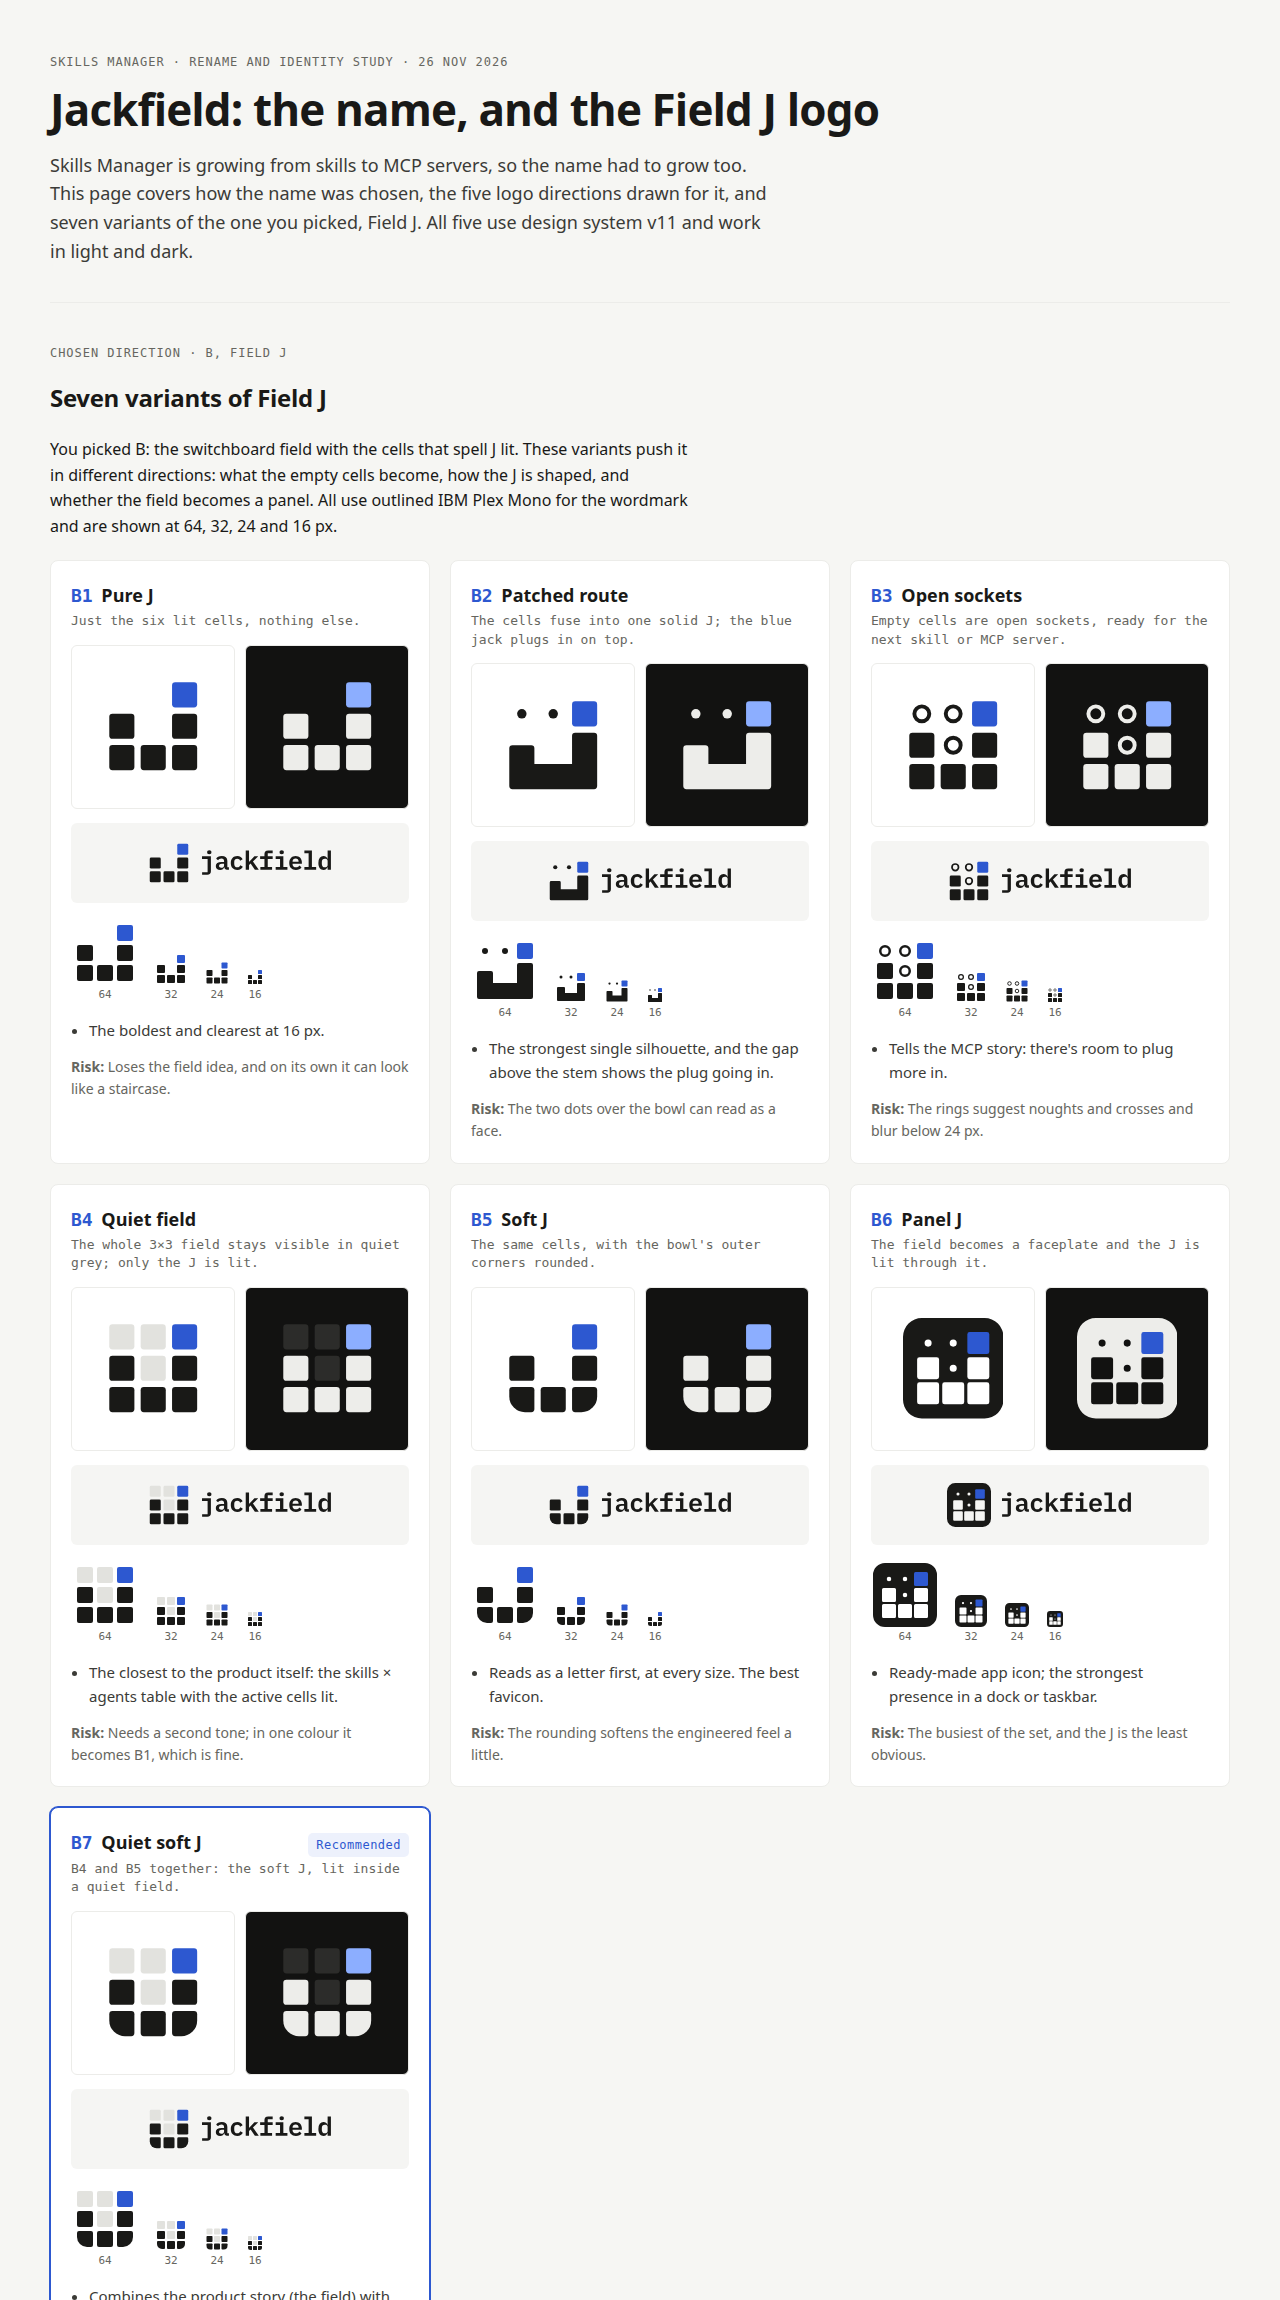 SKILLS MANAGER · RENAME AND IDENTITY STUDY · 26 NOV 2026
Jackfield: the name, and the Field J logo
Skills Manager is growing from skills to MCP servers, so the name had to grow too.
This page covers how the name was chosen, the five logo directions drawn for it, and
seven variants of the one you picked, Field J. All five use design system v11 and work
in light and dark.
CHOSEN DIRECTION · B, FIELD J
Seven variants of Field J
You picked B: the switchboard field with the cells that spell J lit. These variants push it
in different directions: what the empty cells become, how the J is shaped, and
whether the field becomes a panel. All use outlined IBM Plex Mono for the wordmark
and are shown at 64, 32, 24 and 16 px.
B1 Pure J
Just the six lit cells, nothing else.
jackfield
64 32 24 16
• The boldest and clearest at 16 px.
Risk: Loses the field idea, and on its own it can look
like a staircase.
B2 Patched route
The cells fuse into one solid J; the blue
jack plugs in on top.
jackfield
64 32 24 16
• The strongest single silhouette, and the gap
above the stem shows the plug going in.
Risk: The two dots over the bowl can read as a
face.
B3 Open sockets
Empty cells are open sockets, ready for the
next skill or MCP server.
jackfield
64 32 24 16
• Tells the MCP story: there's room to plug
more in.
Risk: The rings suggest noughts and crosses and
blur below 24 px.
B4 Quiet field
The whole 3×3 field stays visible in quiet
grey; only the J is lit.
jackfield
64 32 24 16
• The closest to the product itself: the skills ×
agents table with the active cells lit.
Risk: Needs a second tone; in one colour it
becomes B1, which is fine.
B5 Soft J
The same cells, with the bowl's outer
corners rounded.
jackfield
64 32 24 16
• Reads as a letter first, at every size. The best
favicon.
Risk: The rounding softens the engineered feel a
little.
B6 Panel J
The field becomes a faceplate and the J is
lit through it.
jackfield
64 32 24 16
• Ready-made app icon; the strongest
presence in a dock or taskbar.
Risk: The busiest of the set, and the J is the least
obvious.
B7 Quiet soft J
Recommended
B4 and B5 together: the soft J, lit inside
a quiet field.
jackfield
64 32 24 16
• Combines the product story (the field) with